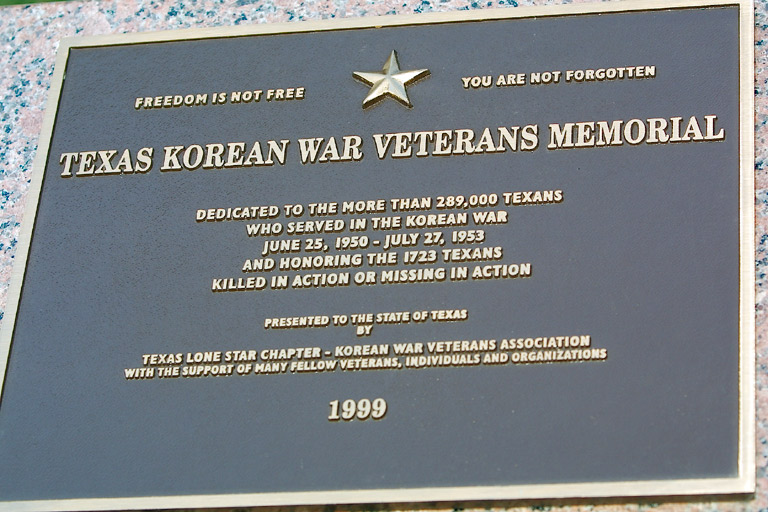 FREEDOM IS NOT FREE
YOU ARE NOT FORGOTTEN
TEXAS KOREAN WAR VETERANS MEMORIAL
DEDICATED TO THE MORE THAN 289,000 TEXANS
WHO SERVED IN THE KOREAN WAR
JUNE 25, 1950 - JULY 27, 1953
AND HONORING THE 1723 TEXANS
KILLED IN ACTION OR MISSING IN ACTION
PRESENTED TO THE STATE OF TEXAS
BY
TEXAS LONE STAR CHAPTER - KOREAN WAR VETERANS ASSOCIATION
WITH THE SUPPORT OF MANY FELLOW VETERANS, INDIVIDUALS AND ORGANIZATIONS
1999